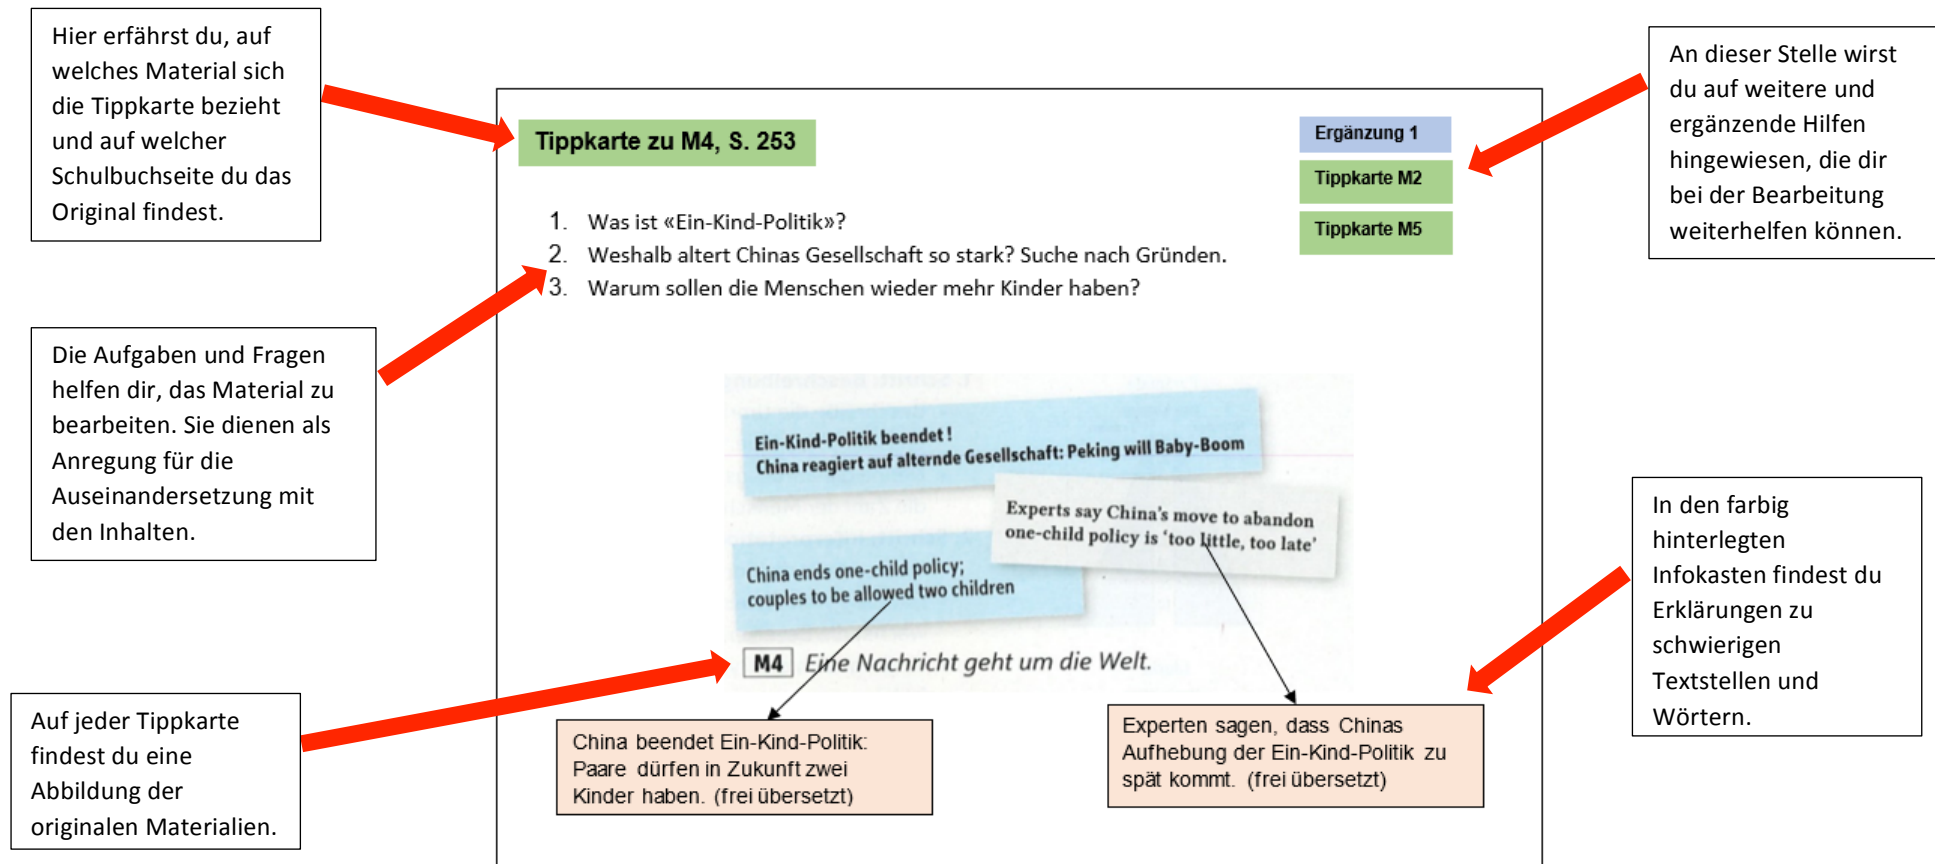 Hier erfährst du, auf
welches Material sich
die Tippkarte bezieht
und auf welcher
Schulbuchseite du das
Original findest.
An dieser Stelle wirst
du auf weitere und
ergänzende Hilfen
hingewiesen, die dir
bei der Bearbeitung
weiterhelfen können.
Tippkarte zu M4, S. 253
Ergänzung 1
Tippkarte M2
Tippkarte M5
1. Was ist «Ein-Kind-Politik»?
2. Weshalb altert Chinas Gesellschaft so stark? Suche nach Gründen.
3. Warum sollen die Menschen wieder mehr Kinder haben?
Die Aufgaben und Fragen
helfen dir, das Material zu
bearbeiten. Sie dienen als
Anregung für die
Auseinandersetzung mit
den Inhalten.
Ein-Kind-Politik beendet!
China reagiert auf alternde Gesellschaft: Peking will Baby-Boom
Experts say China's move to abandon
one-child policy is 'too little, too late'
China ends one-child policy;
couples to be allowed two children
M4 Eine Nachricht geht um die Welt.
In den farbig
hinterlegten
Infokasten findest du
Erklärungen zu
schwierigen
Textstellen und
Wörtern.
Auf jeder Tippkarte
findest du eine
Abbildung der
originalen Materialien.
China beendet Ein-Kind-Politik:
Paare dürfen in Zukunft zwei
Kinder haben. (frei übersetzt)
Experten sagen, dass Chinas
Aufhebung der Ein-Kind-Politik zu
spät kommt. (frei übersetzt)